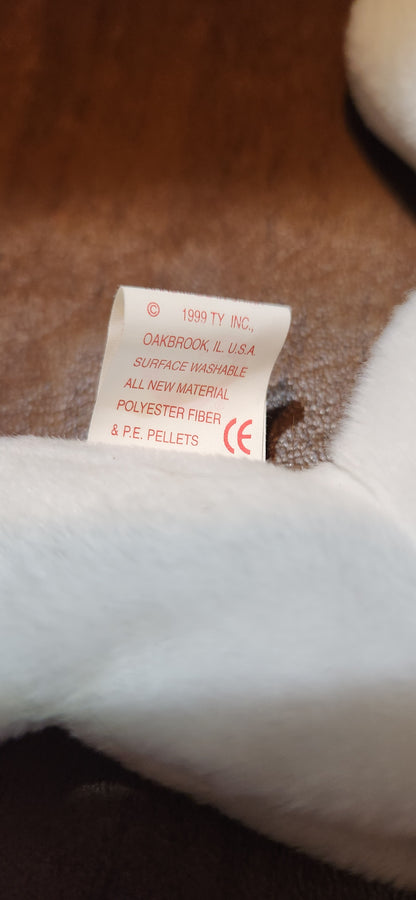 © 1999 TY INC.,
OAKBROOK, IL. U.S.A.
SURFACE WASHABLE
ALL NEW MATERIAL
POLYESTER FIBER
& P.E. PELLETS CE